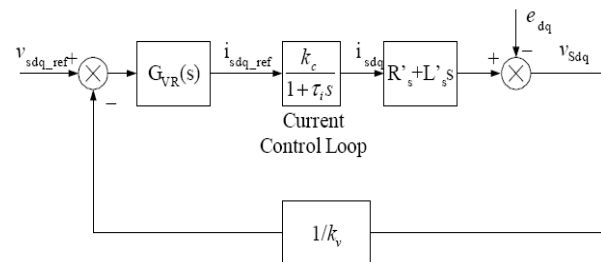 e_dq
v_sdq_ref + G_VR(s) i_sdq_ref k_c / 1+τ_i s i_sdq R'_s+L'_s s + − v_Sdq
−
Current
Control Loop
1/k_v